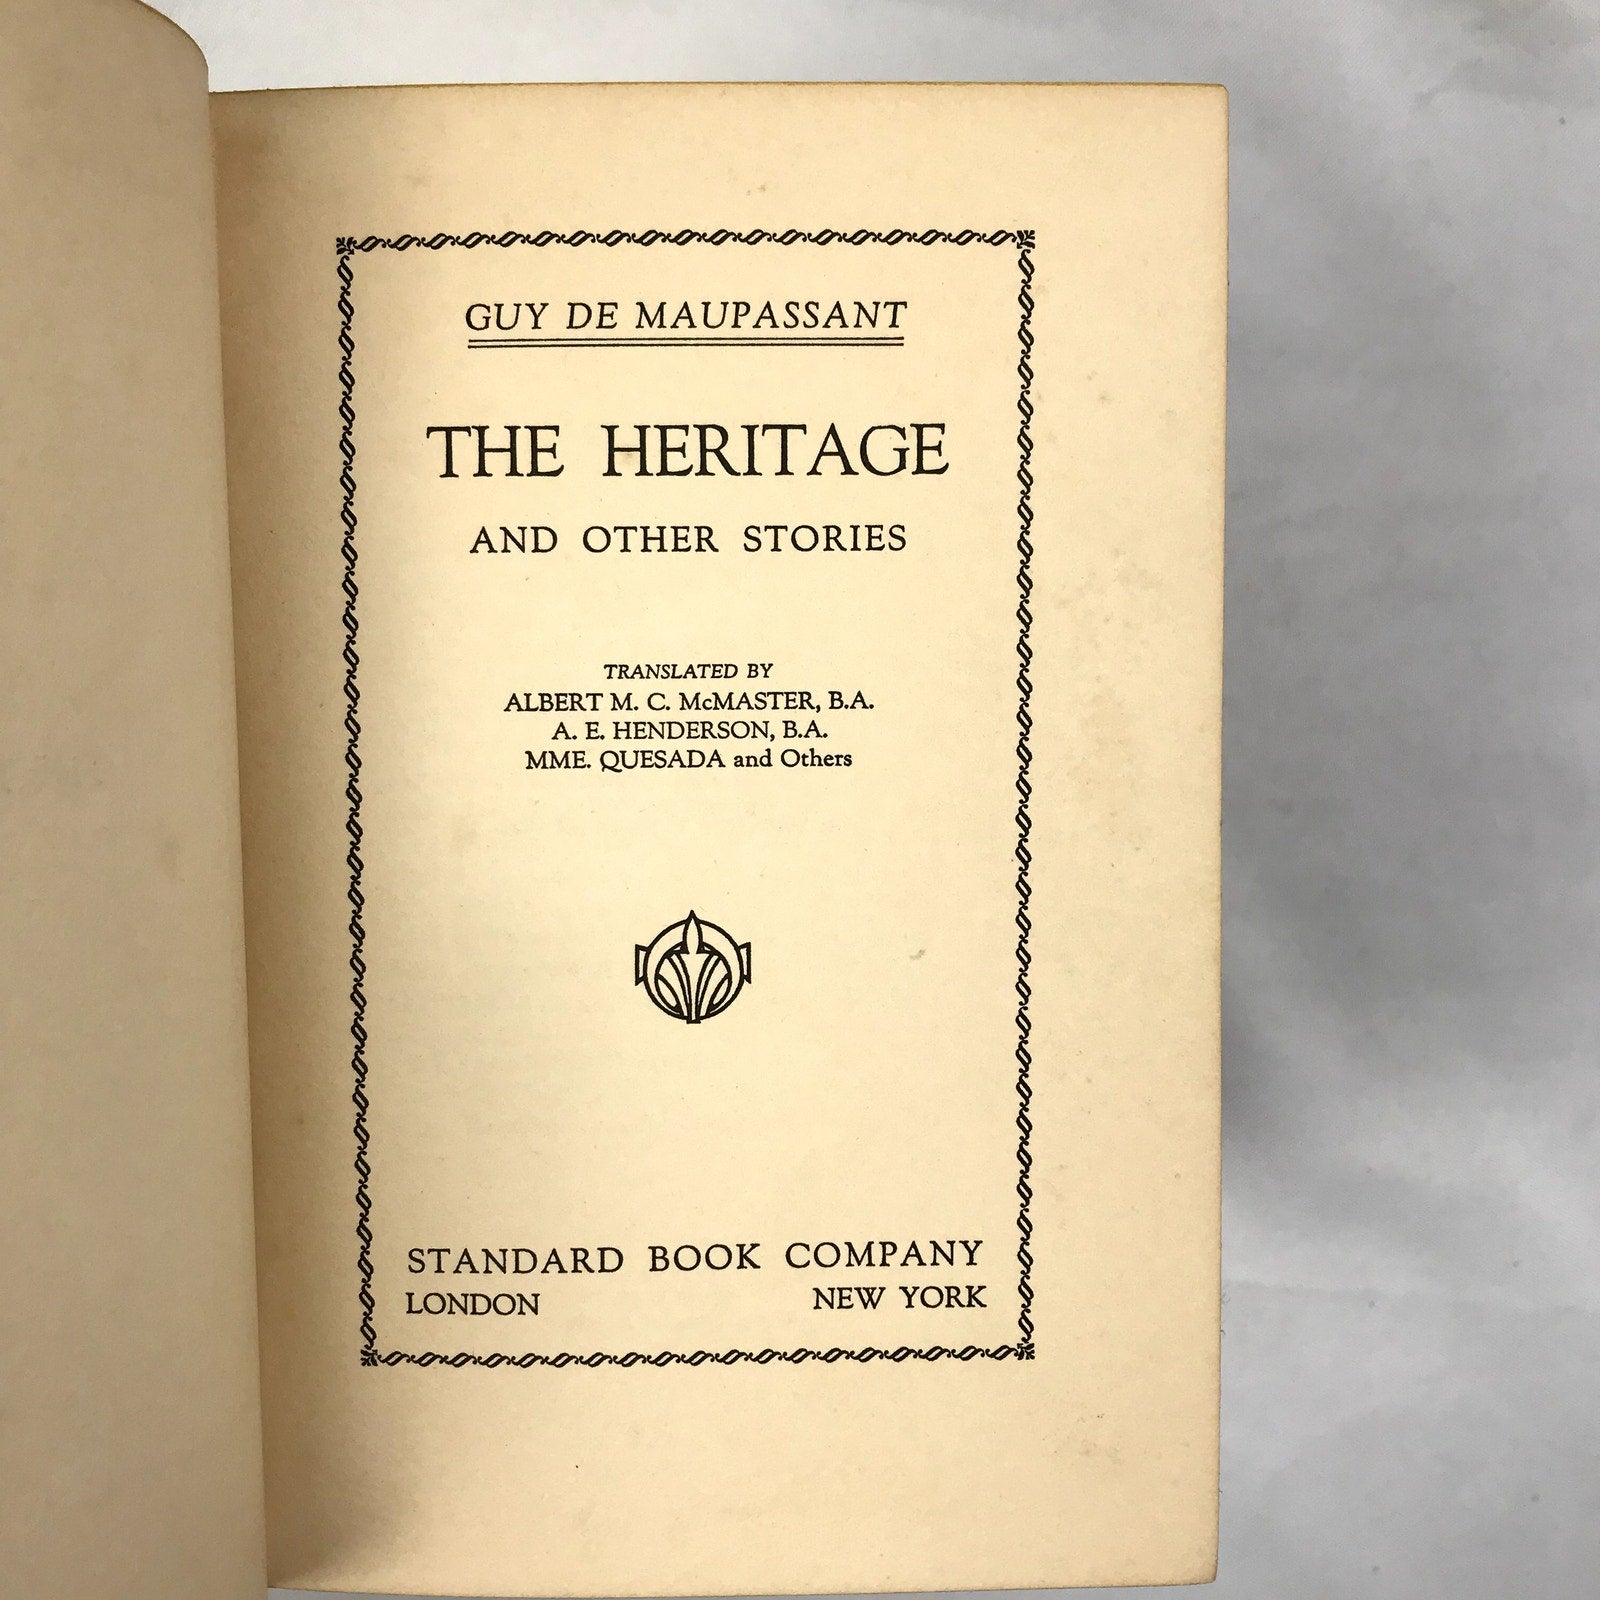 GUY DE MAUPASSANT
THE HERITAGE
AND OTHER STORIES
TRANSLATED BY
ALBERT M. C. McMASTER, B.A.
A. E. HENDERSON, B.A.
MME. QUESADA and Others
STANDARD BOOK COMPANY
LONDON NEW YORK